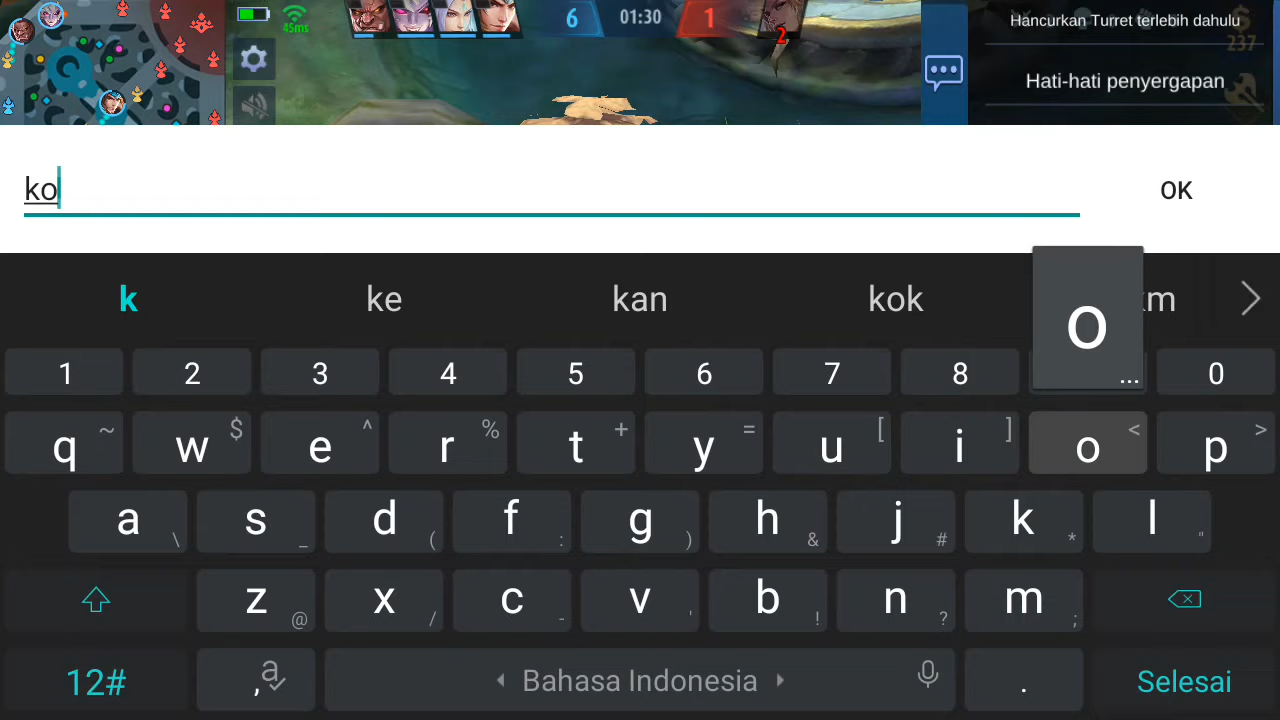 45ms
6 01:30 1
2
Hancurkan Turret terlebih dahulu
237
Hati-hati penyergapan
ko
OK
k ke kan kok
1 2 3 4 5 6 7 8 0
o
...
q ~ w $ e ^ r % t + y = u [ i ] o < p >
a \ s _ d ( f : g ) h & j # k * l "
z @ x / c - v ' b ! n ? m ;
12# , a Bahasa Indonesia . Selesai